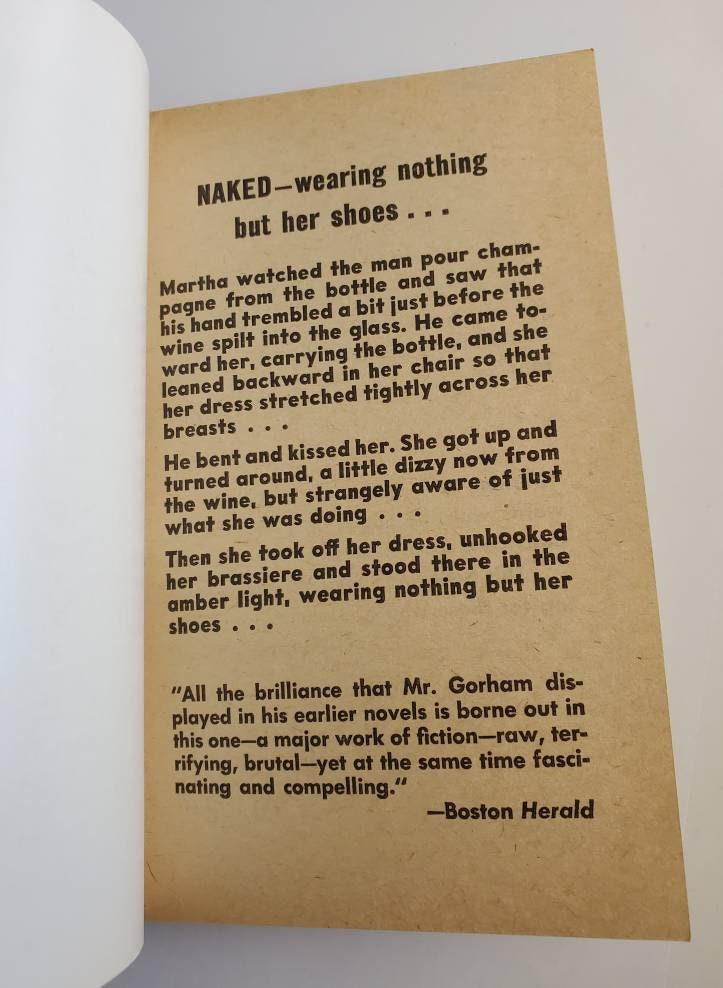 NAKED—wearing nothing
but her shoes . . .
Martha watched the man pour cham-
pagne from the bottle and saw that
his hand trembled a bit just before the
wine spilt into the glass. He came to-
ward her, carrying the bottle, and she
leaned backward in her chair so that
her dress stretched tightly across her
breasts . . .
He bent and kissed her. She got up and
turned around, a little dizzy now from
the wine, but strangely aware of just
what she was doing . . .
Then she took off her dress, unhooked
her brassiere and stood there in the
amber light, wearing nothing but her
shoes . . .
"All the brilliance that Mr. Gorham dis-
played in his earlier novels is borne out in
this one—a major work of fiction—raw, ter-
rifying, brutal—yet at the same time fasci-
nating and compelling."
—Boston Herald